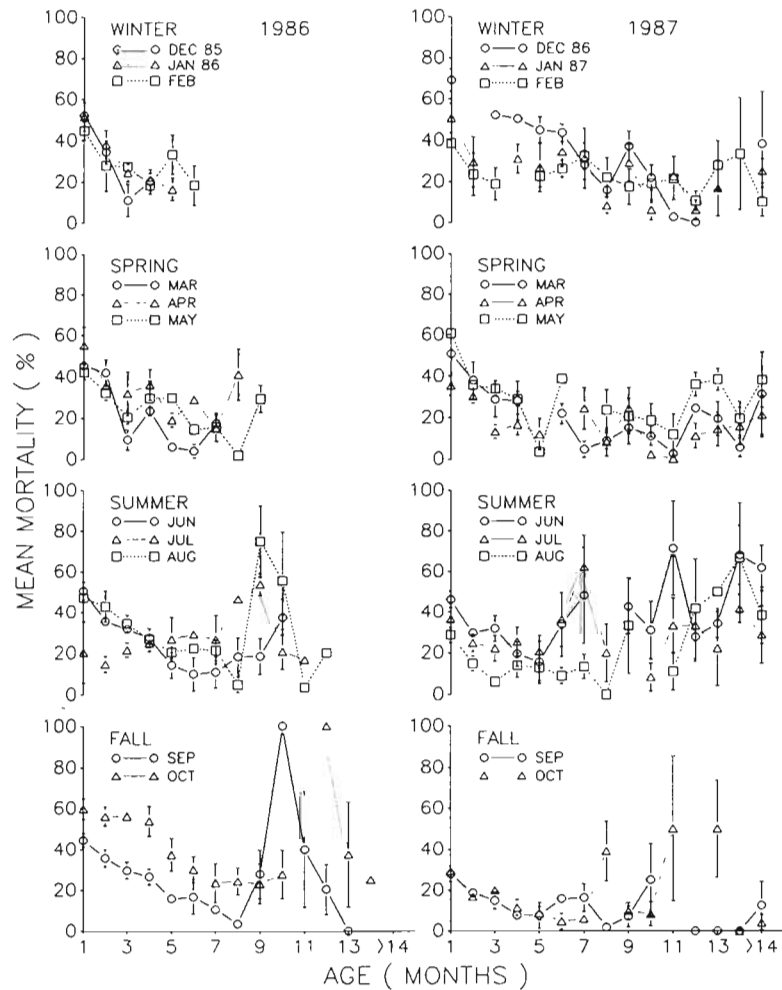 WINTER 1986
DEC 85
JAN 86
FEB
100
80
60
40
20
0
WINTER 1987
DEC 86
JAN 87
FEB
100
80
60
40
20
0
SPRING
MAR
APR
MAY
100
80
60
40
20
0
SPRING
MAR
APR
MAY
100
80
60
40
20
0
SUMMER
JUN
JUL
AUG
100
80
60
40
20
0
SUMMER
JUN
JUL
AUG
100
80
60
40
20
0
FALL
SEP
OCT
100
80
60
40
20
0
1 3 5 7 9 11 13 >14
FALL
SEP
OCT
100
80
60
40
20
0
1 3 5 7 9 11 13 >14
MEAN MORTALITY ( % )
AGE ( MONTHS )